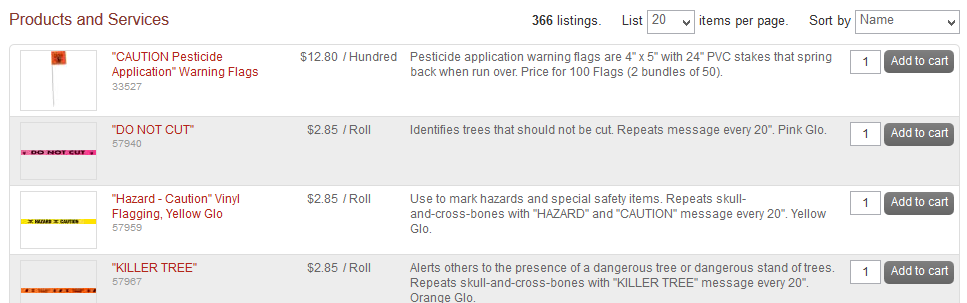 Products and Services 366 listings. List 20 items per page. Sort by Name
"CAUTION Pesticide $12.80 / Hundred Pesticide application warning flags are 4" x 5" with 24" PVC stakes that spring 1 Add to cart
Application" Warning Flags back when run over. Price for 100 Flags (2 bundles of 50).
33527
"DO NOT CUT" $2.85 / Roll Identifies trees that should not be cut. Repeats message every 20". Pink Glo. 1 Add to cart
57940
DO NOT CUT
"Hazard - Caution" Vinyl $2.85 / Roll Use to mark hazards and special safety items. Repeats skull- 1 Add to cart
Flagging, Yellow Glo and-cross-bones with "HAZARD" and "CAUTION" message every 20". Yellow
HAZARD CAUTION
57959 Glo.
"KILLER TREE" $2.85 / Roll Alerts others to the presence of a dangerous tree or dangerous stand of trees. 1 Add to cart
57967 Repeats skull-and-cross-bones with "KILLER TREE" message every 20".
Orange Glo.